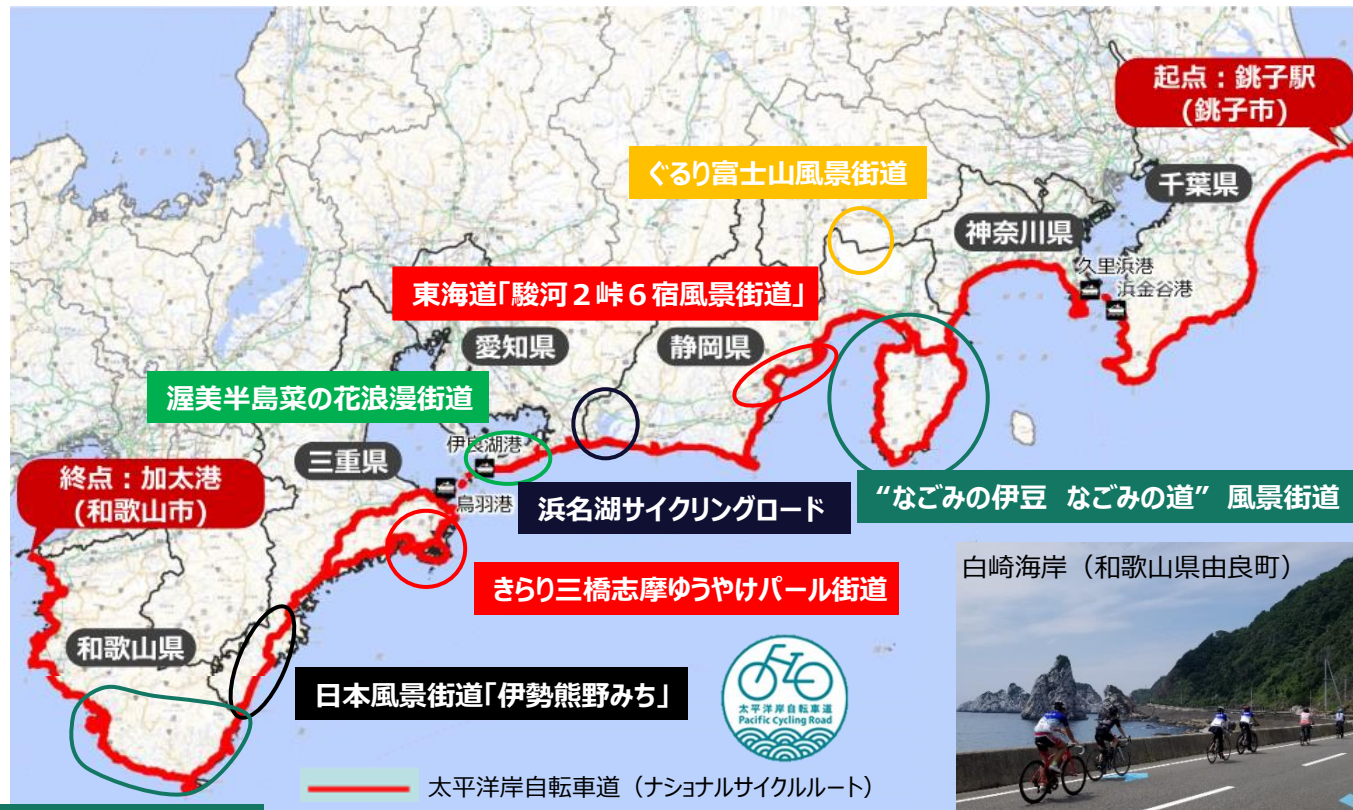 起点：銚子駅
(銚子市)
ぐるり富士山風景街道
千葉県
神奈川県
久里浜港
浜金谷港
東海道「駿河２峠６宿風景街道」
愛知県
静岡県
渥美半島菜の花浪漫街道
伊良湖港
三重県
終点：加太港
(和歌山市)
鳥羽港
浜名湖サイクリングロード
“なごみの伊豆 なごみの道” 風景街道
白崎海岸（和歌山県由良町）
きらり三橋志摩ゆうやけパール街道
和歌山県
日本風景街道「伊勢熊野みち」
太平洋岸自転車道
Pacific Cycling Road
太平洋岸自転車道（ナショナルサイクルルート）